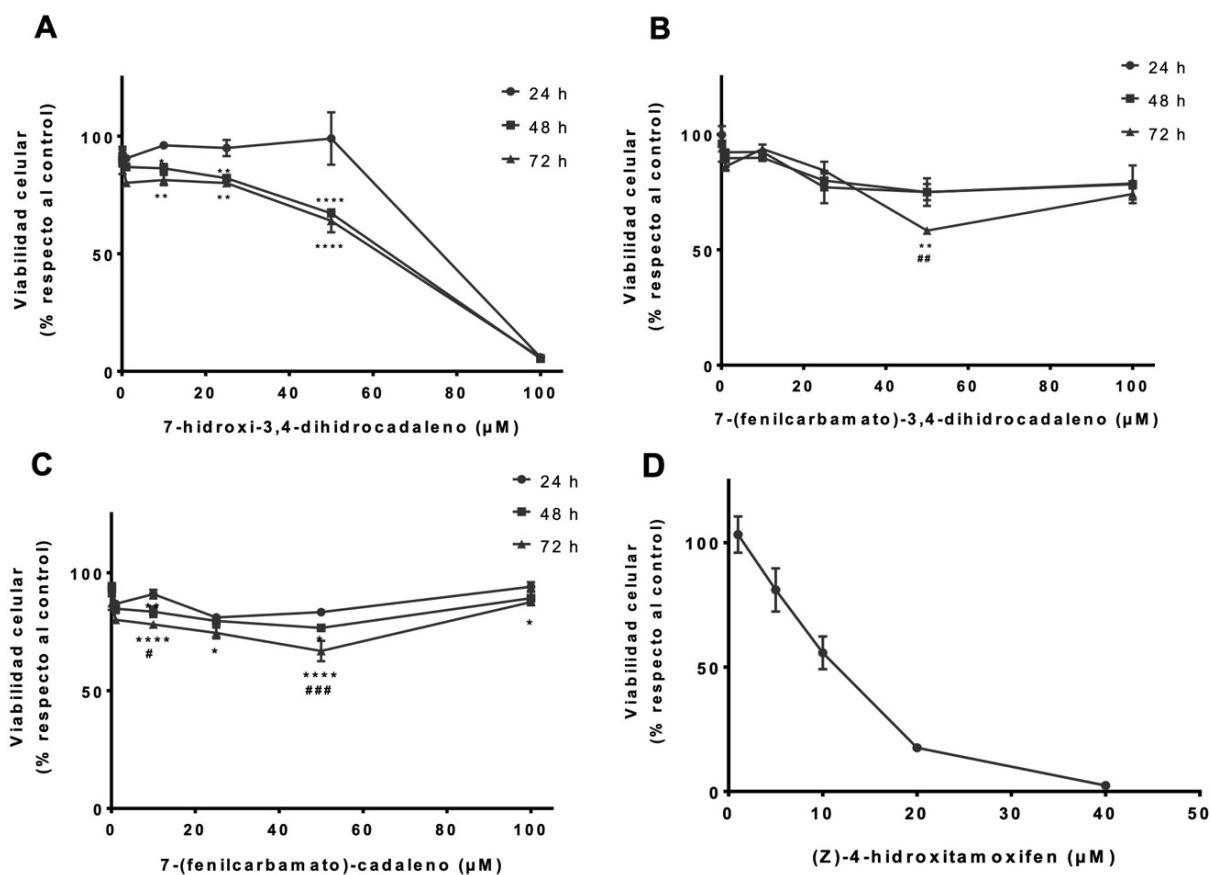 A
Viabilidad celular
(% respecto al control)
100
50
0
24 h
48 h
72 h
*
**
**
**
****
****
0 20 40 60 80 100
7-hidroxi-3,4-dihidrocadaleno (µM)
B
Viabilidad celular
(% respecto al control)
100
50
0
24 h
48 h
72 h
**
##
0 20 40 60 80 100
7-(fenilcarbamato)-3,4-dihidrocadaleno (µM)
C
Viabilidad celular
(% respecto al control)
100
50
0
24 h
48 h
72 h
**
****
#
*
*
****
###
*
0 20 40 60 80 100
7-(fenilcarbamato)-cadaleno (µM)
D
Viabilidad celular
(% respecto al control)
100
50
0
0 10 20 30 40 50
(Z)-4-hidroxitamoxifen (µM)